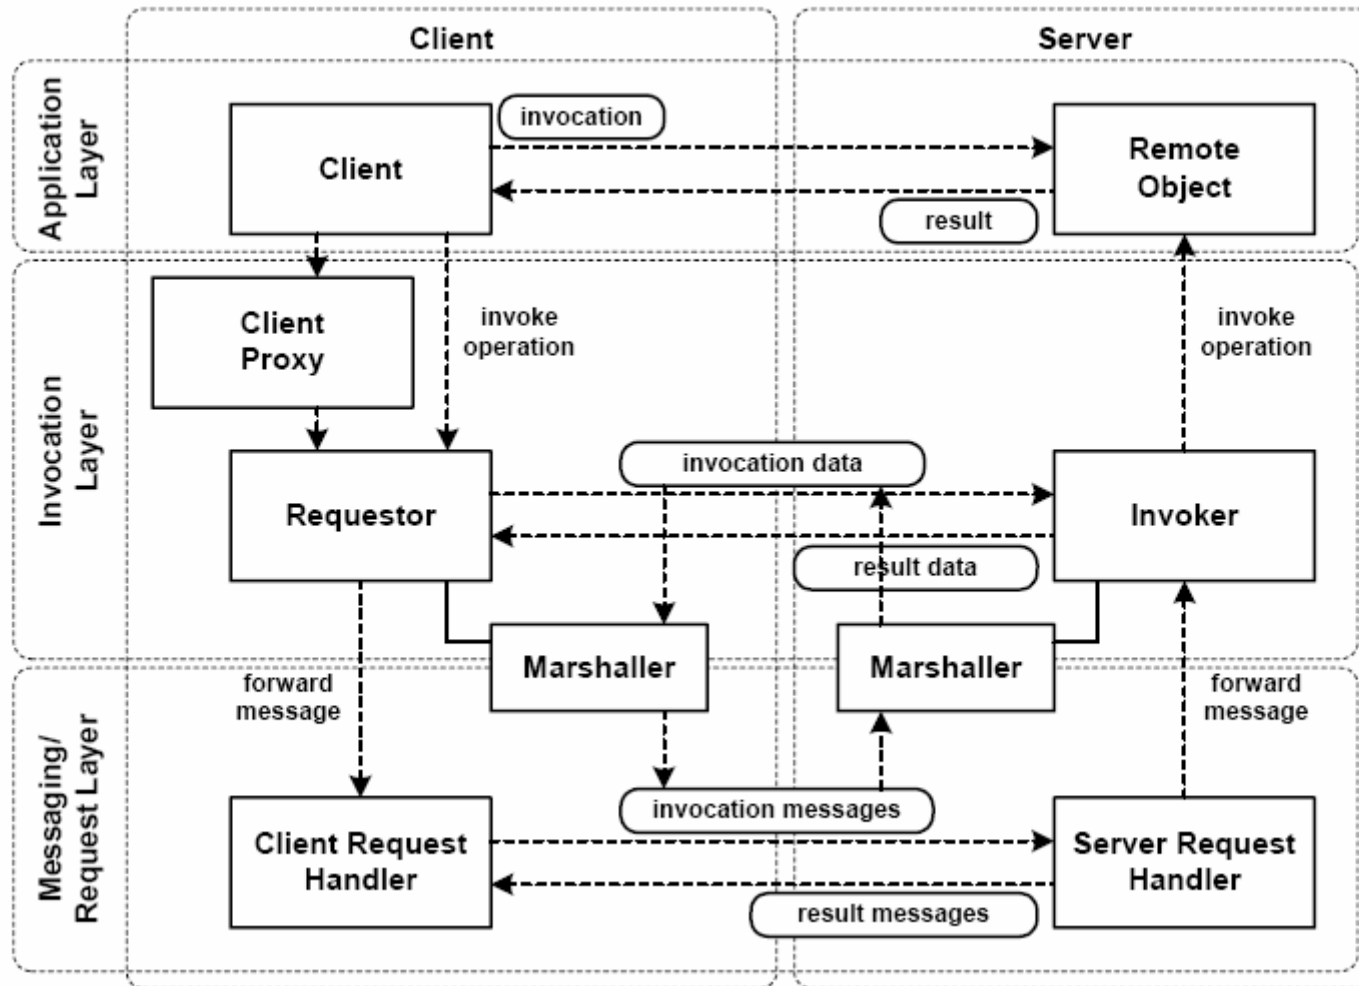 Client
Server
Application
Layer
invocation
Client
Remote
Object
result
Invocation
Layer
Client
Proxy
invoke
operation
invoke
operation
invocation data
Requestor
Invoker
result data
Marshaller
Marshaller
forward
message
forward
message
Messaging/
Request Layer
invocation messages
Client Request
Handler
Server Request
Handler
result messages